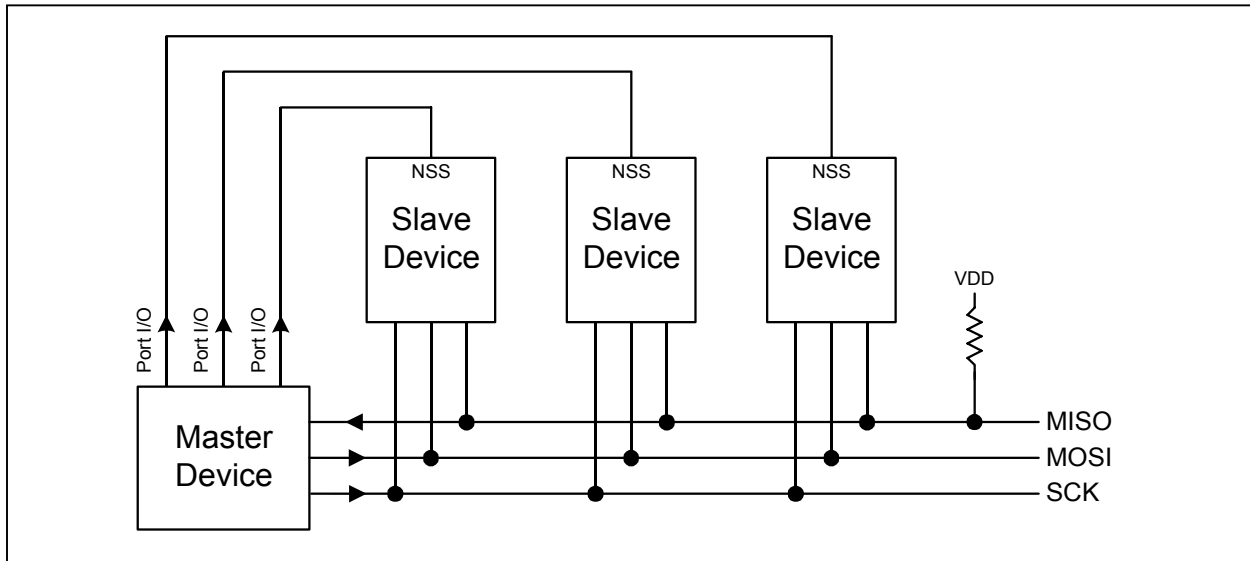 NSS
Slave
Device
NSS
Slave
Device
NSS
Slave
Device
VDD
Port I/O
Port I/O
Port I/O
Master
Device
MISO
MOSI
SCK